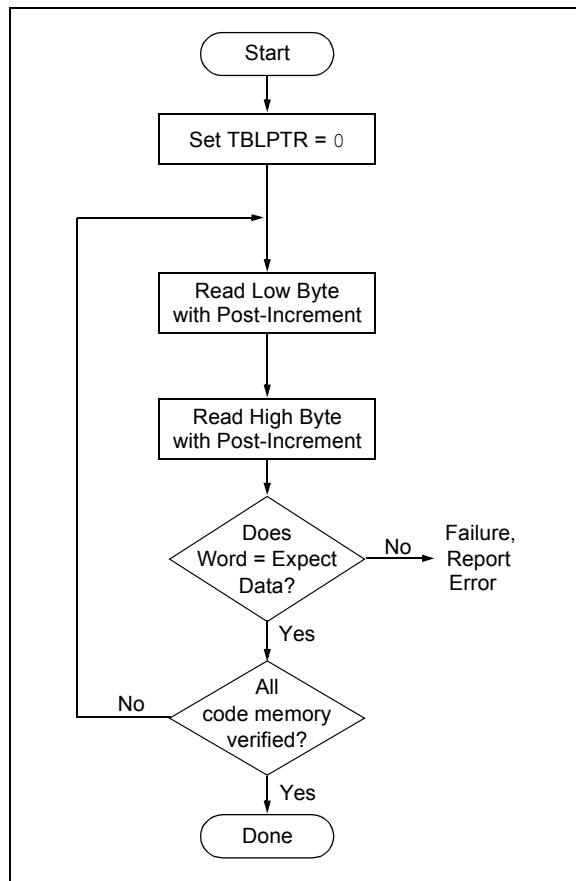 Start
Set TBLPTR = 0
Read Low Byte
with Post-Increment
Read High Byte
with Post-Increment
Does
Word = Expect
Data?
No
Failure,
Report
Error
Yes
All
code memory
verified?
No
Yes
Done